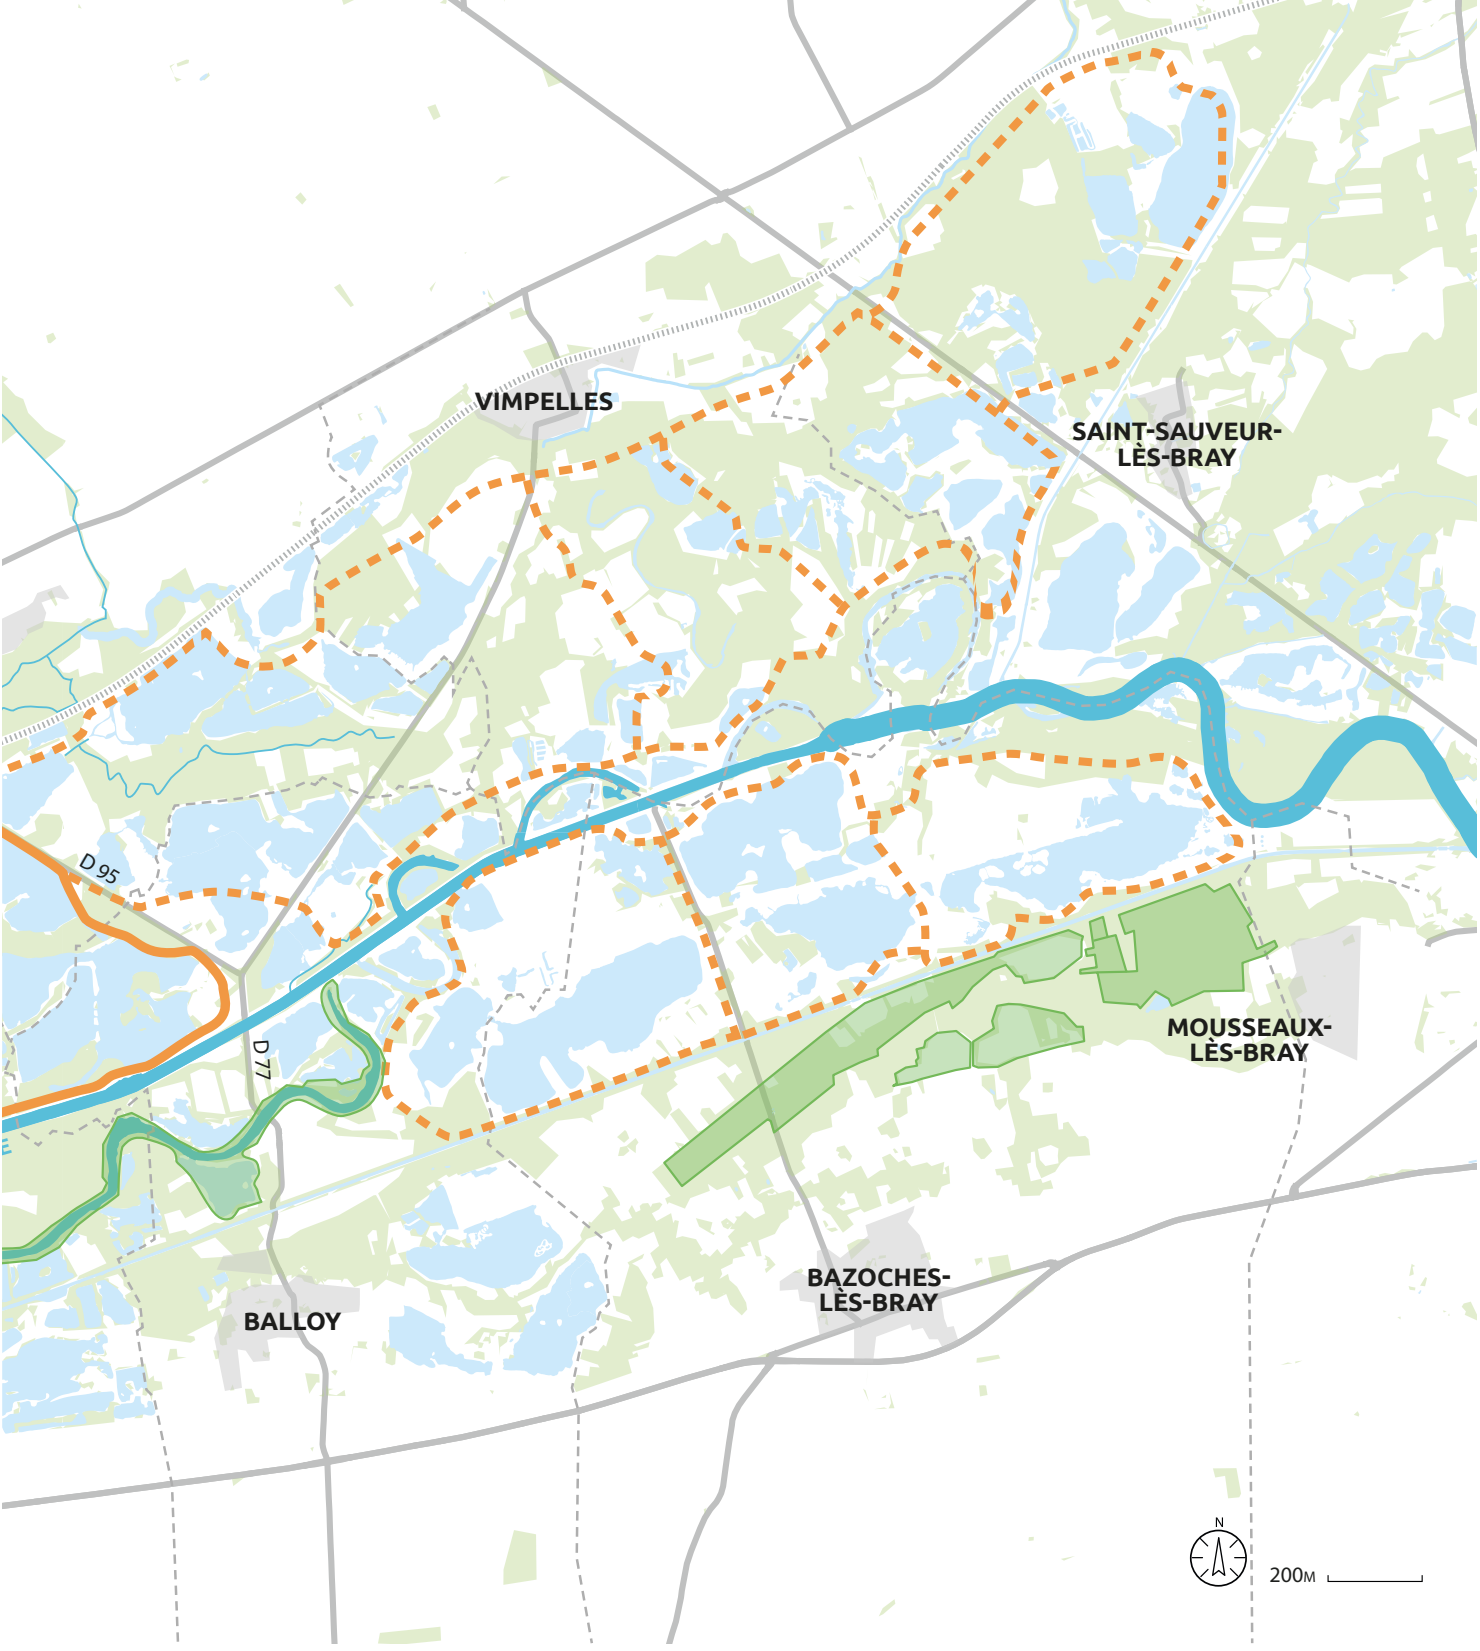 VIMPELLES
SAINT-SAUVEUR-
LÈS-BRAY
D 95
MOUSSEAUX-
LÈS-BRAY
D 77
E
BAZOCHES-
LÈS-BRAY
BALLOY
N
200M